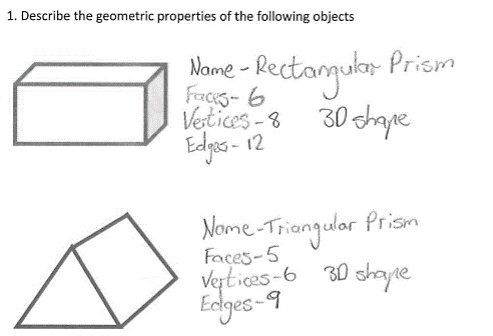 1. Describe the geometric properties of the following objects
Name - Rectangular Prism
Faces - 6
Vertices - 8 3D shape
Edges - 12
Name - Triangular Prism
Faces - 5
Vertices - 6 3D shape
Edges - 9